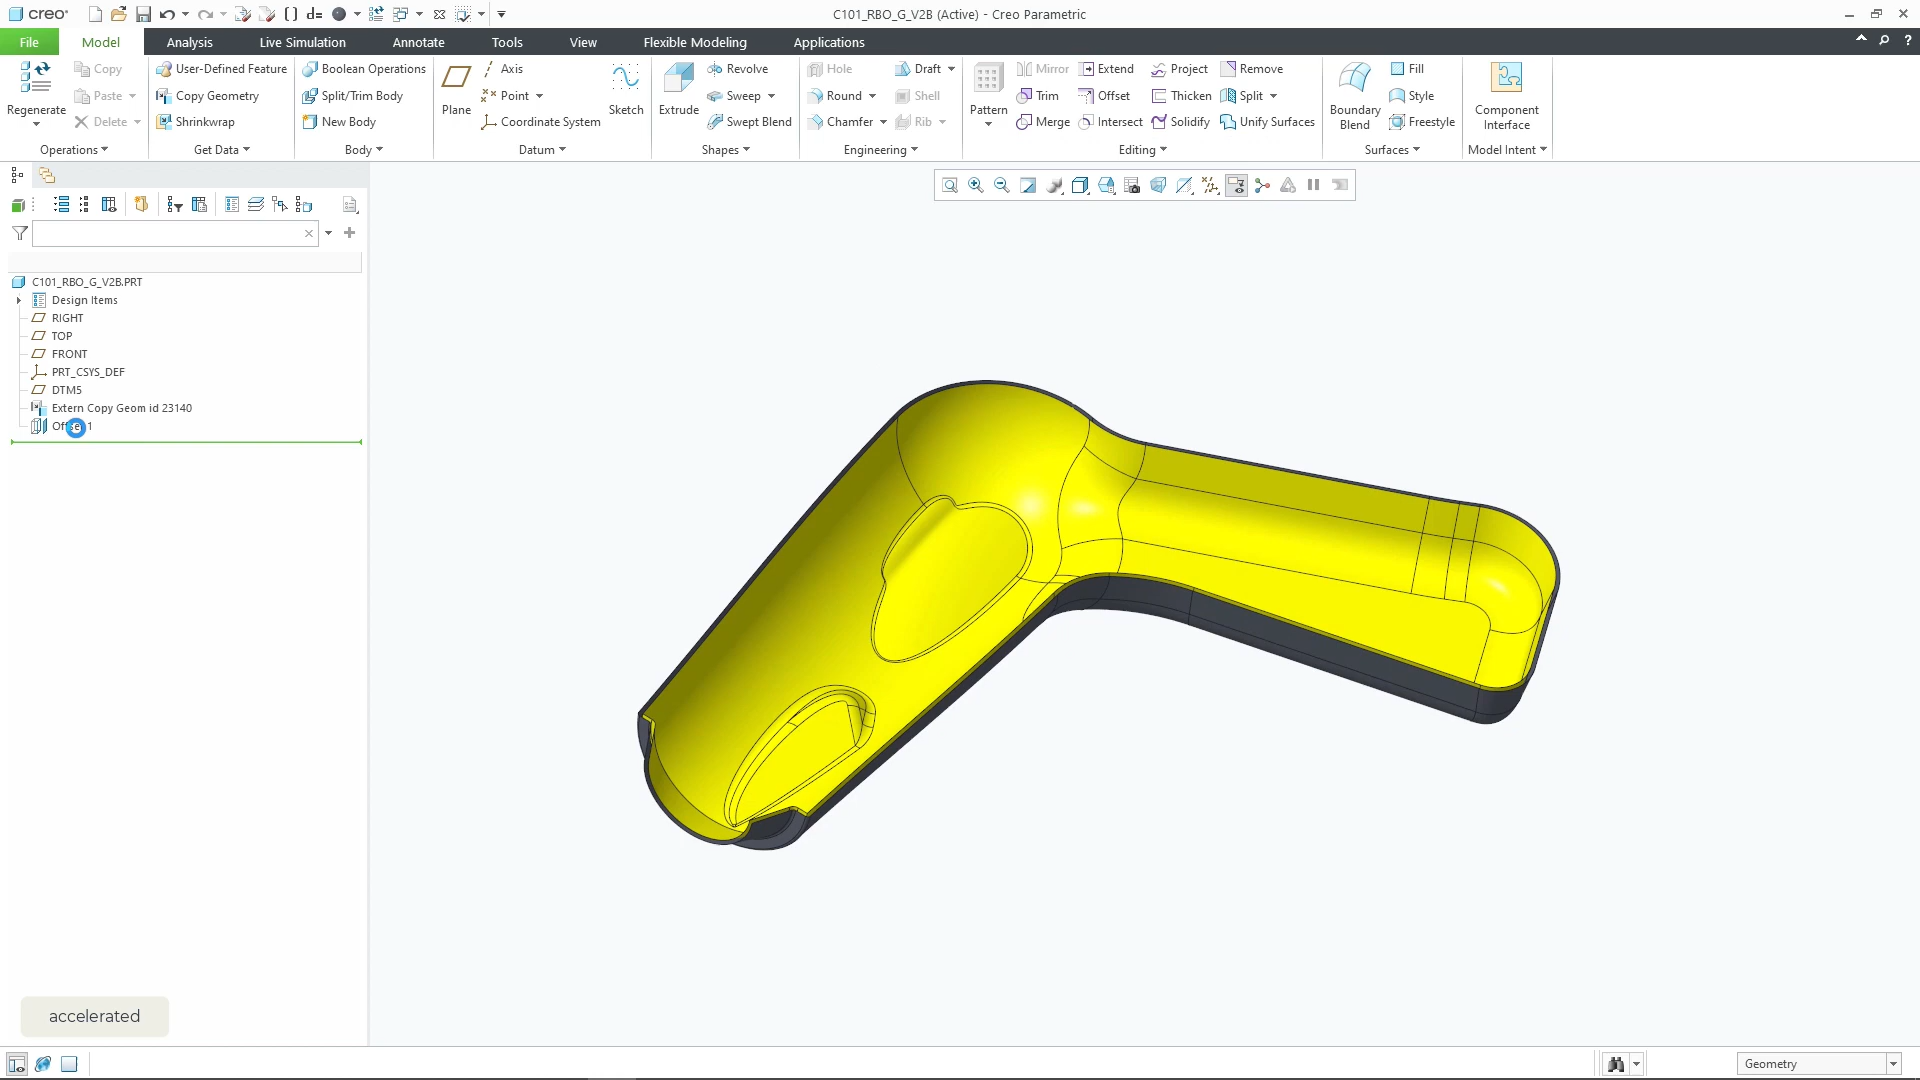 creo
C101_RBO_G_V2B (Active) - Creo Parametric
File Model Analysis Live Simulation Annotate Tools View Flexible Modeling Applications
Regenerate
Copy
Paste
Delete
Operations
User-Defined Feature
Copy Geometry
Shrinkwrap
Get Data
Boolean Operations
Split/Trim Body
New Body
Body
Plane
Axis
Point
Coordinate System
Sketch
Datum
Extrude
Revolve
Sweep
Swept Blend
Shapes
Hole
Round
Chamfer
Draft
Shell
Rib
Engineering
Pattern
Mirror
Trim
Merge
Extend
Offset
Intersect
Project
Thicken
Solidify
Remove
Split
Unify Surfaces
Editing
Boundary
Blend
Fill
Style
Freestyle
Surfaces
Component
Interface
Model Intent
C101_RBO_G_V2B.PRT
Design Items
RIGHT
TOP
FRONT
PRT_CSYS_DEF
DTM5
Extern Copy Geom id 23140
Offset 1
accelerated
Geometry